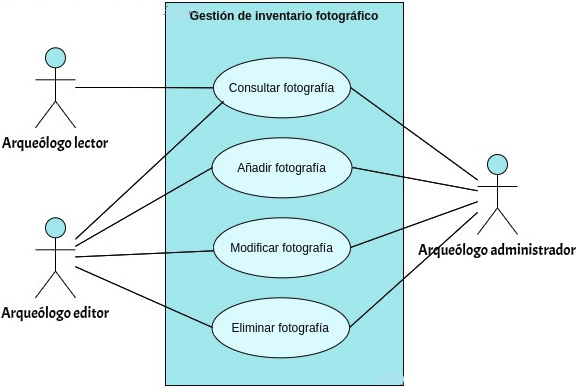 Gestión de inventario fotográfico
Consultar fotografía
Arqueólogo lector
Añadir fotografía
Modificar fotografía
Arqueólogo administrador
Arqueólogo editor
Eliminar fotografía